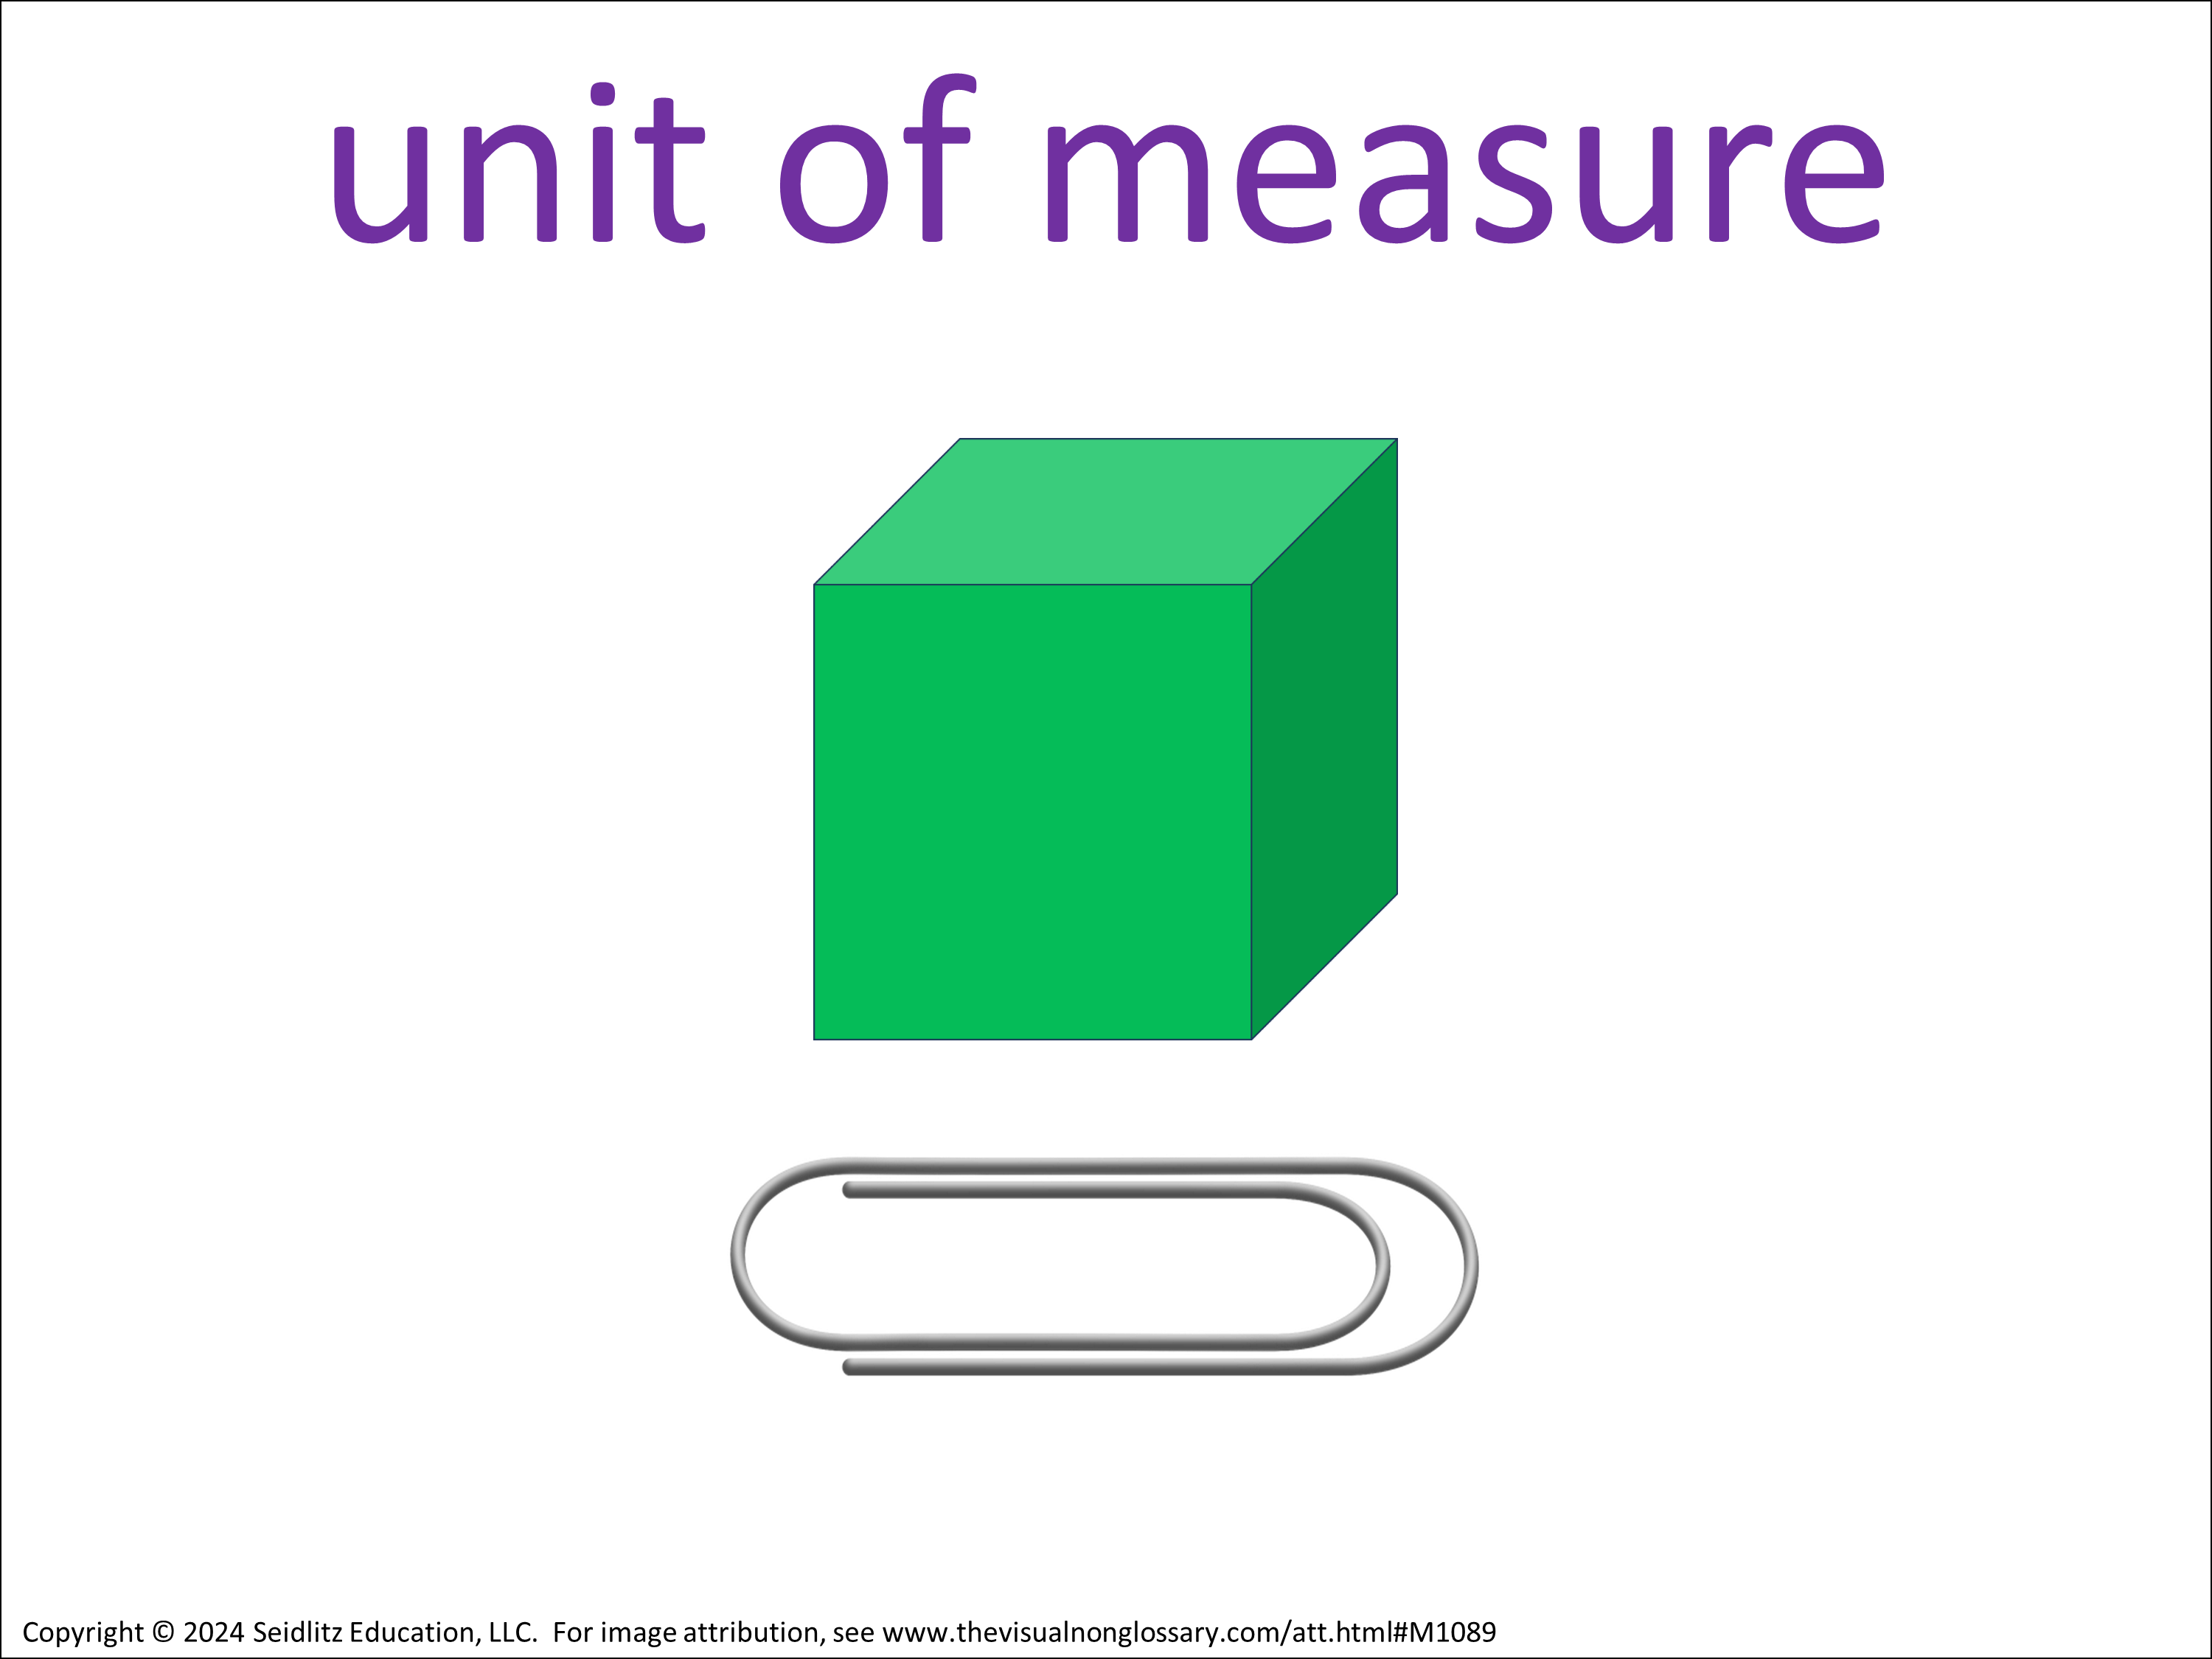 unit of measure
Copyright © 2024 Seidlitz Education, LLC.  For image attribution, see www.thevisualnonglossary.com/att.html#M1089